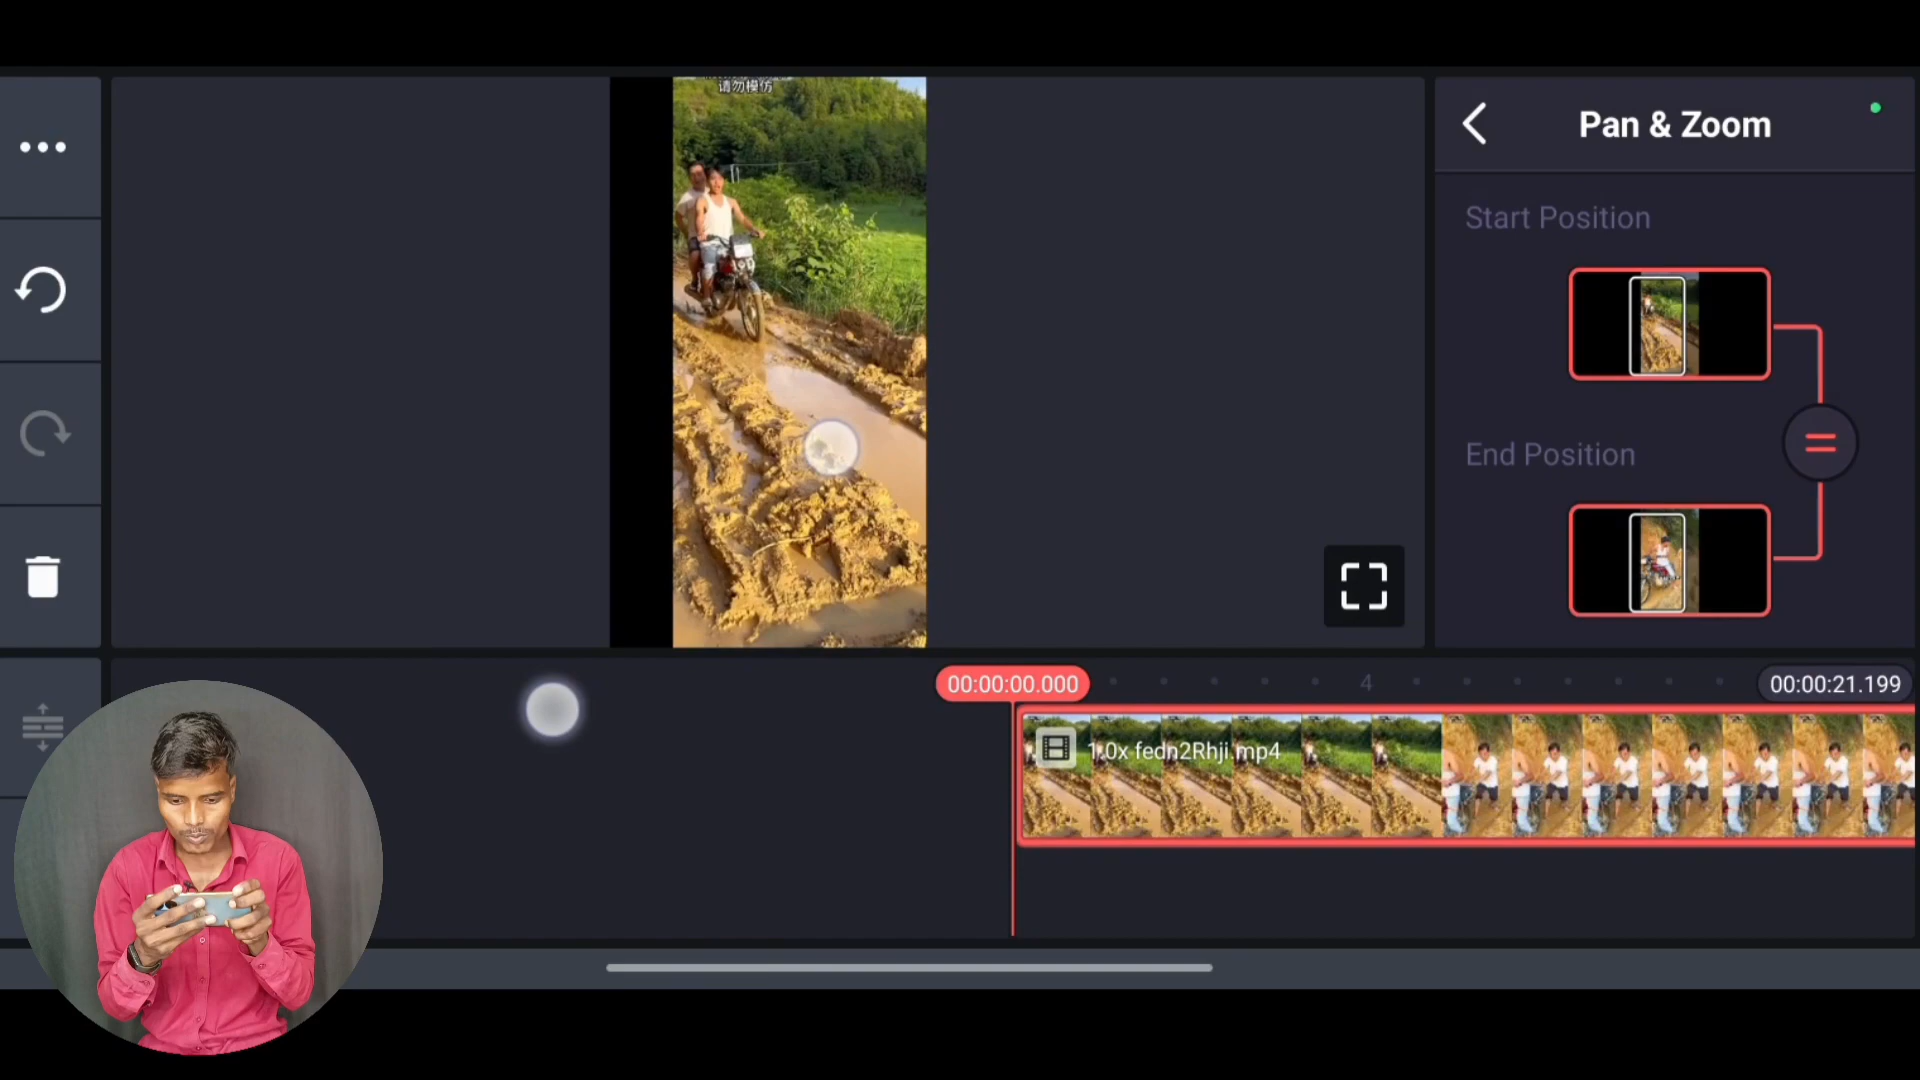 请勿模仿
Pan & Zoom
Start Position
End Position
00:00:00.000
4
00:00:21.199
1.0x fedn2Rhji.mp4